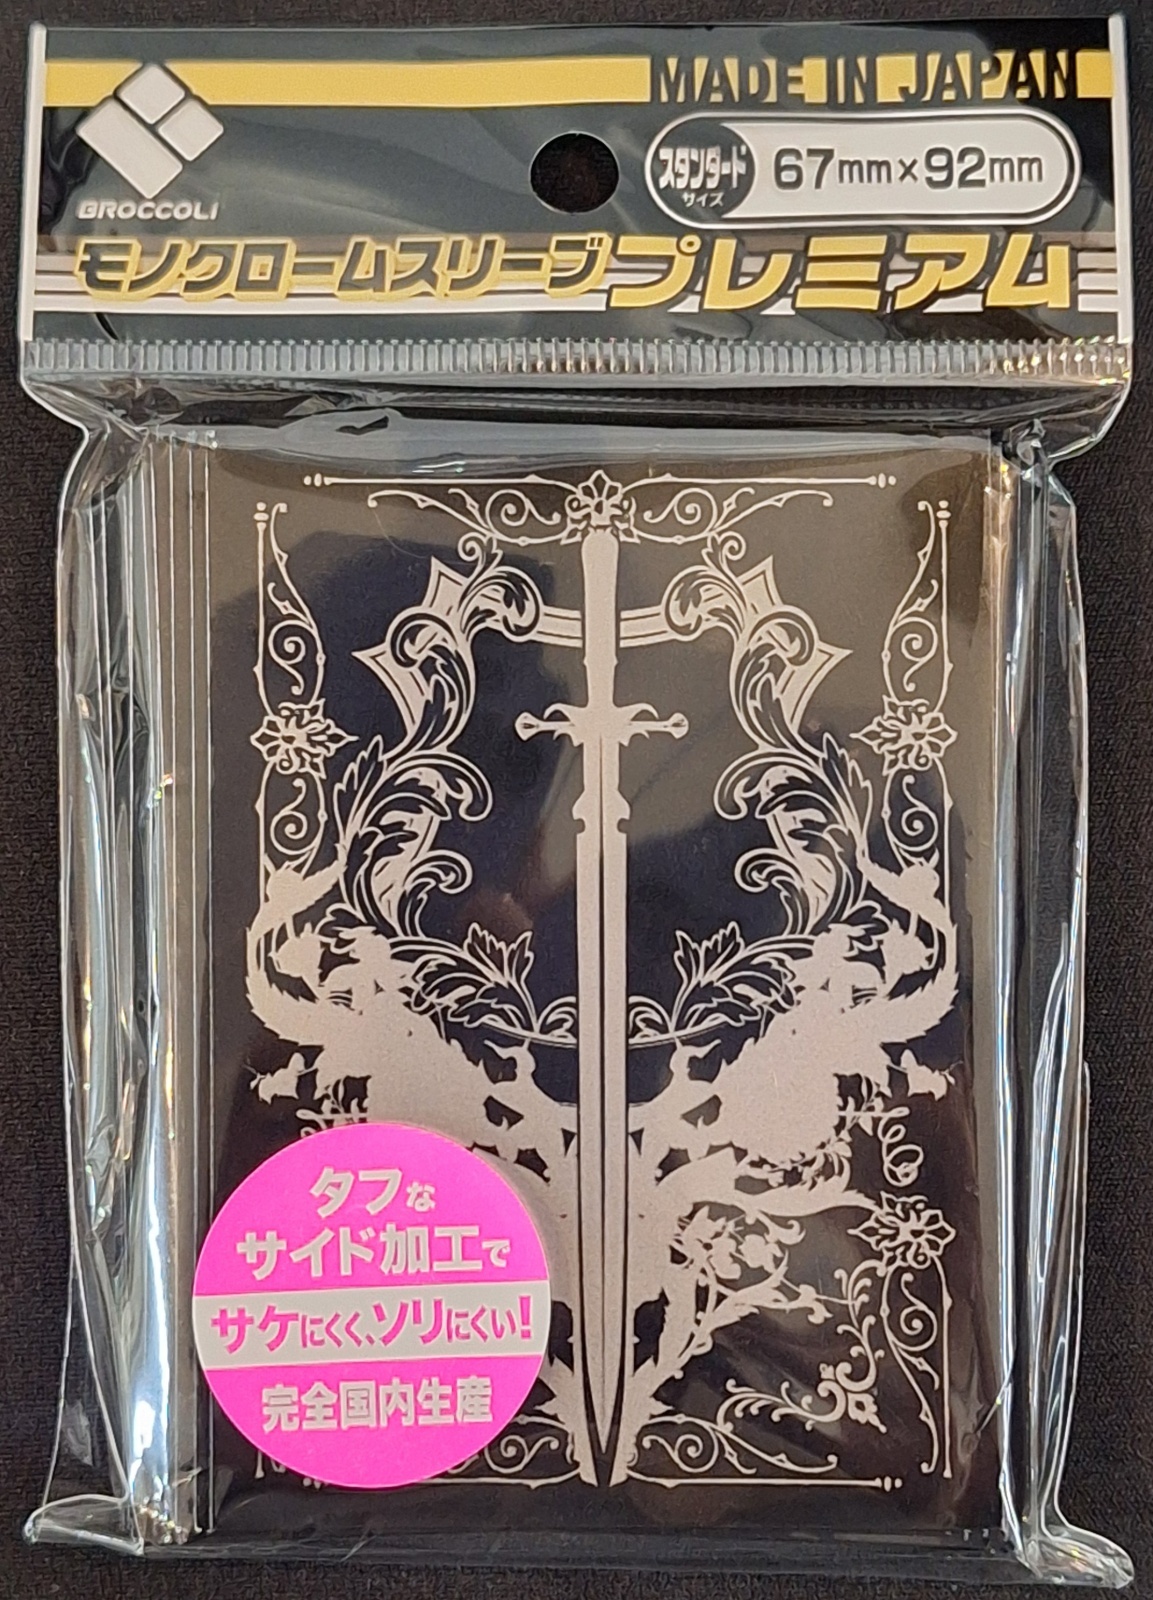 MADE IN JAPAN
BROCCOLI
スタンダード
サイズ
67mm×92mm
モノクロームスリーブプレミアム
タフな
サイド加工で
サケにくく、ソリにくい!
完全国内生産